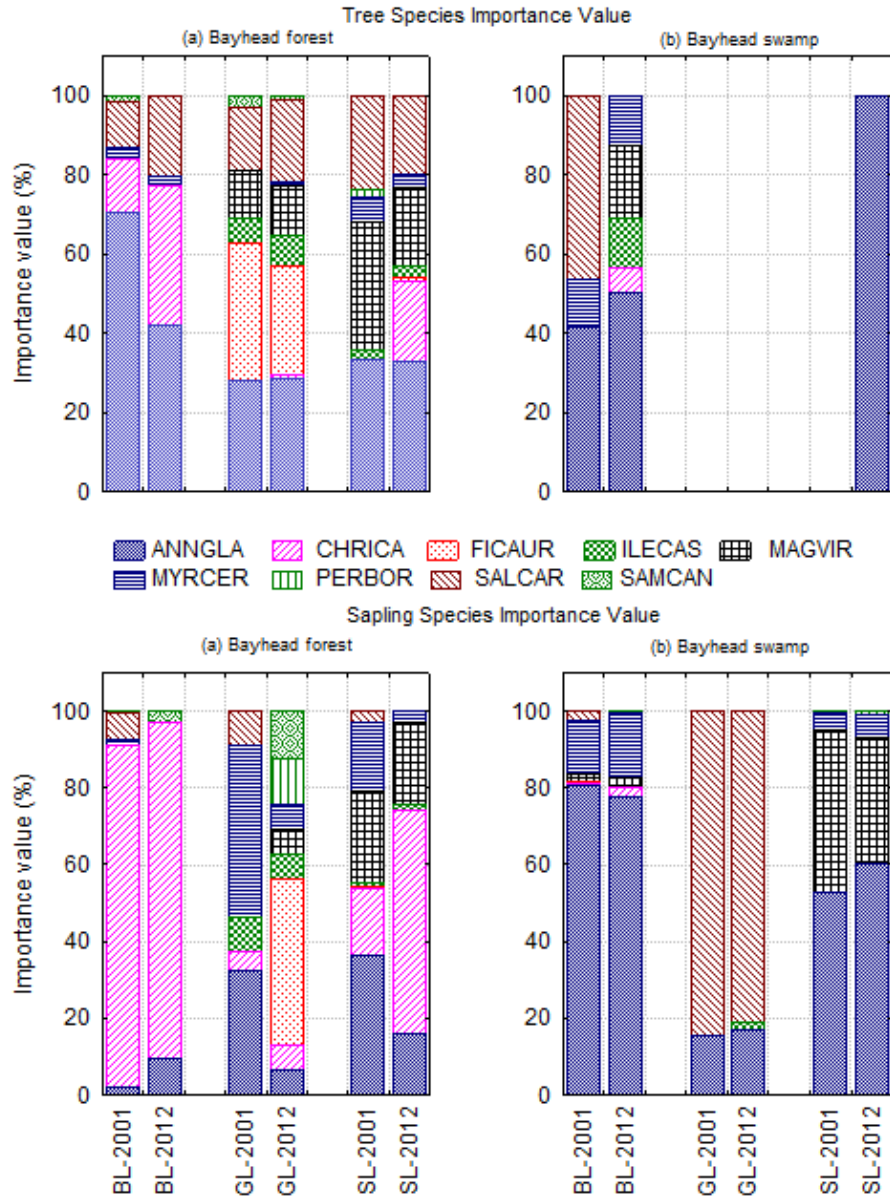 Tree Species Importance Value
(a) Bayhead forest
(b) Bayhead swamp
Importance value (%)
100
80
60
40
20
0
100
80
60
40
20
0
ANNGLA CHRICA FICAUR ILECAS MAGVIR
MYRCER PERBOR SALCAR SAMCAN
Sapling Species Importance Value
(a) Bayhead forest
(b) Bayhead swamp
Importance value (%)
100
80
60
40
20
0
100
80
60
40
20
0
BL-2001
BL-2012
GL-2001
GL-2012
SL-2001
SL-2012
BL-2001
BL-2012
GL-2001
GL-2012
SL-2001
SL-2012